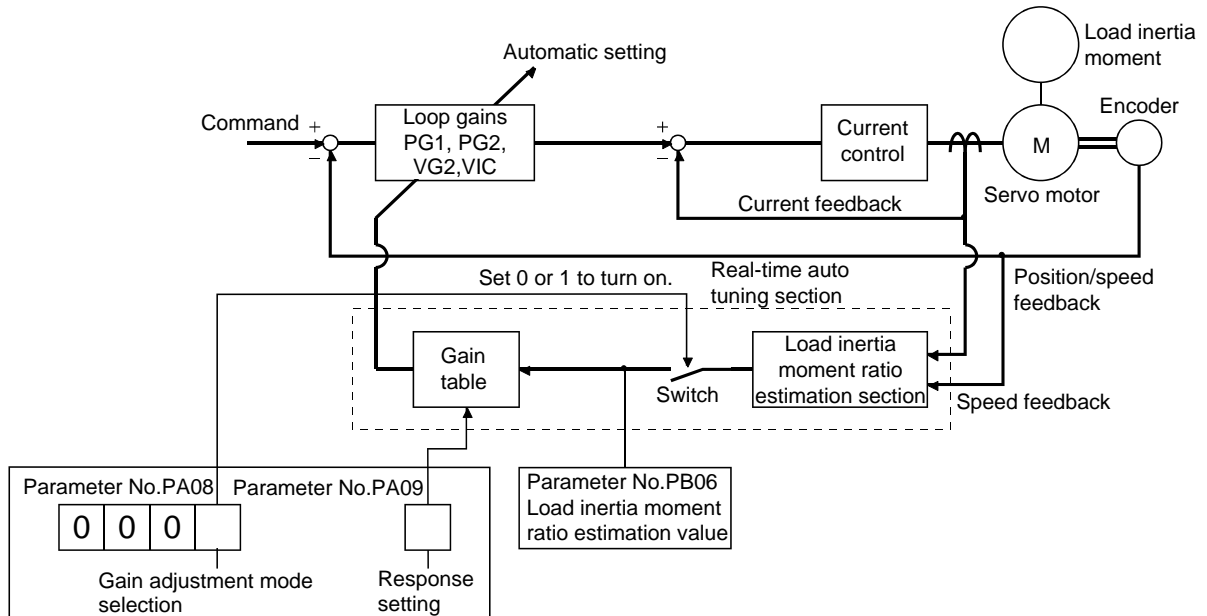 Automatic setting
Load inertia
moment
Command
+
−
Loop gains
PG1, PG2,
VG2,VIC
+
−
Current
control
M
Encoder
Servo motor
Current feedback
Set 0 or 1 to turn on.
Real-time auto
tuning section
Position/speed
feedback
Gain
table
Switch
Load inertia
moment ratio
estimation section
Speed feedback
Parameter No.PA08
Parameter No.PA09
0 0 0
Gain adjustment mode
selection
Response
setting
Parameter No.PB06
Load inertia moment
ratio estimation value